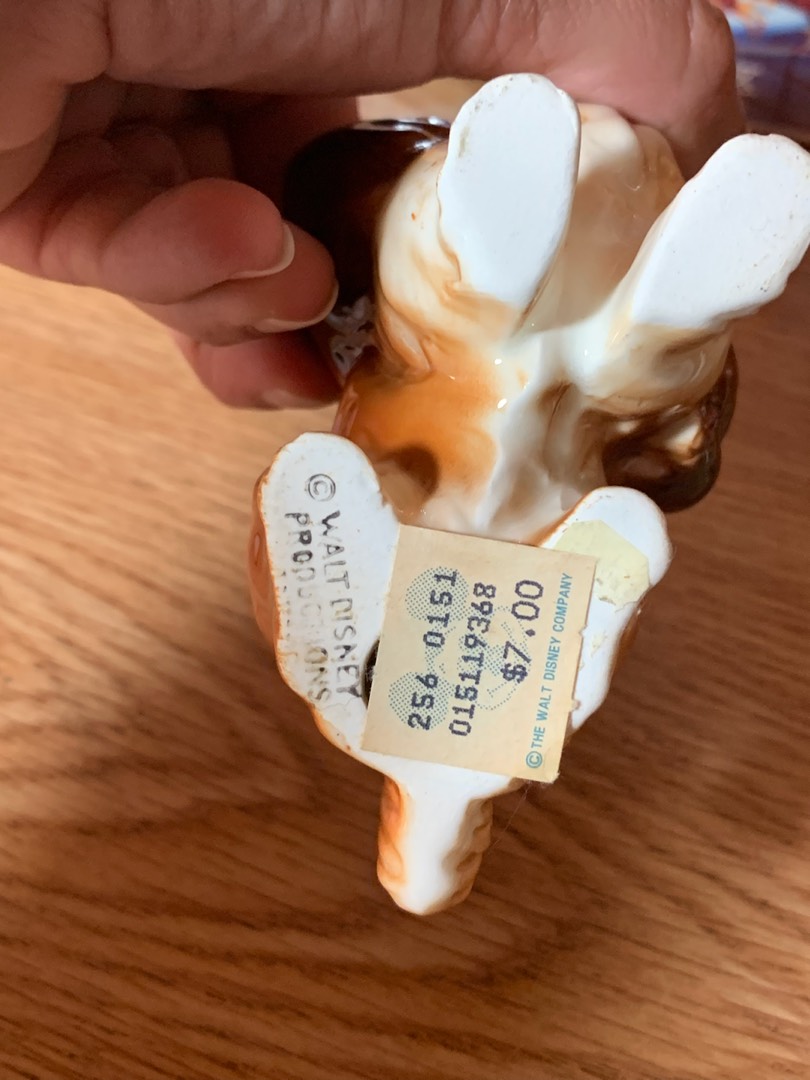 © WALT DISNEY
PRODUCTIONS
256 0151
015119368
$7.00
© THE WALT DISNEY COMPANY